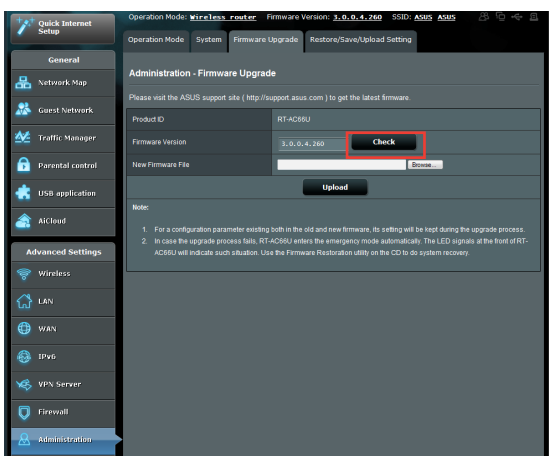 Quick Internet
Setup
General
Network Map
Guest Network
Traffic Manager
Parental control
USB application
AiCloud
Advanced Settings
Wireless
LAN
WAN
IPv6
VPN Server
Firewall
Administration
Operation Mode: Wireless router Firmware Version: 3.0.0.4.260 SSID: ASUS ASUS
Operation Mode System Firmware Upgrade Restore/Save/Upload Setting
Administration - Firmware Upgrade
Please visit the ASUS support site ( http://support.asus.com ) to get the latest firmware.
Product ID RT-AC66U
Firmware Version 3.0.0.4.260 Check
New Firmware File Browse...
Upload
Note:
1. For a configuration parameter existing both in the old and new firmware, its setting will be kept during the upgrade process.
2. In case the upgrade process fails, RT-AC66U enters the emergency mode automatically. The LED signals at the front of RT-
AC66U will indicate such situation. Use the Firmware Restoration utility on the CD to do system recovery.